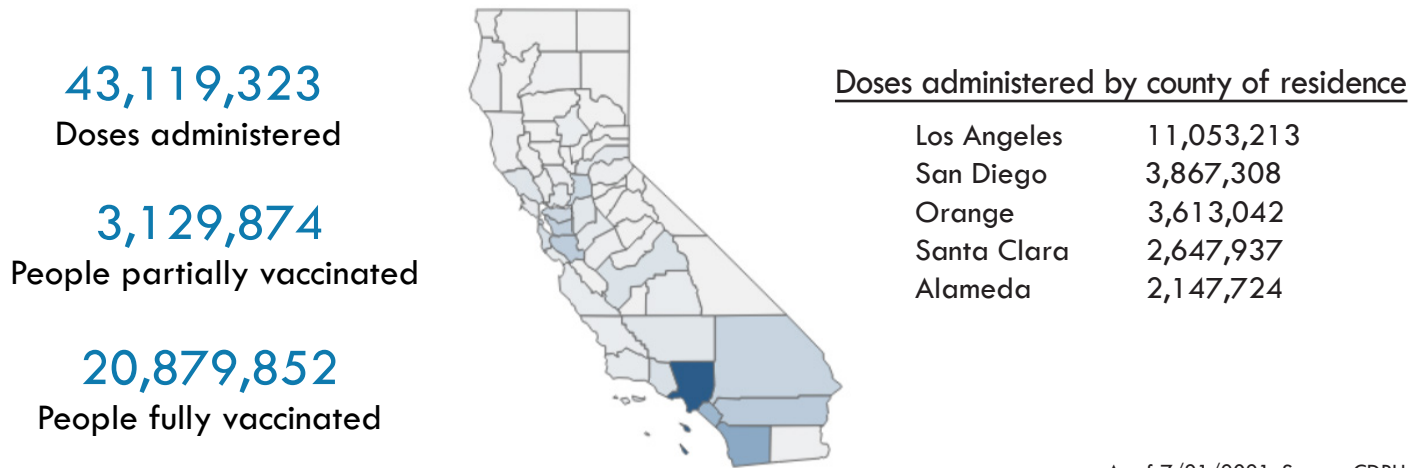 43,119,323
Doses administered
3,129,874
People partially vaccinated
20,879,852
People fully vaccinated
Doses administered by county of residence
Los Angeles 11,053,213
San Diego 3,867,308
Orange 3,613,042
Santa Clara 2,647,937
Alameda 2,147,724